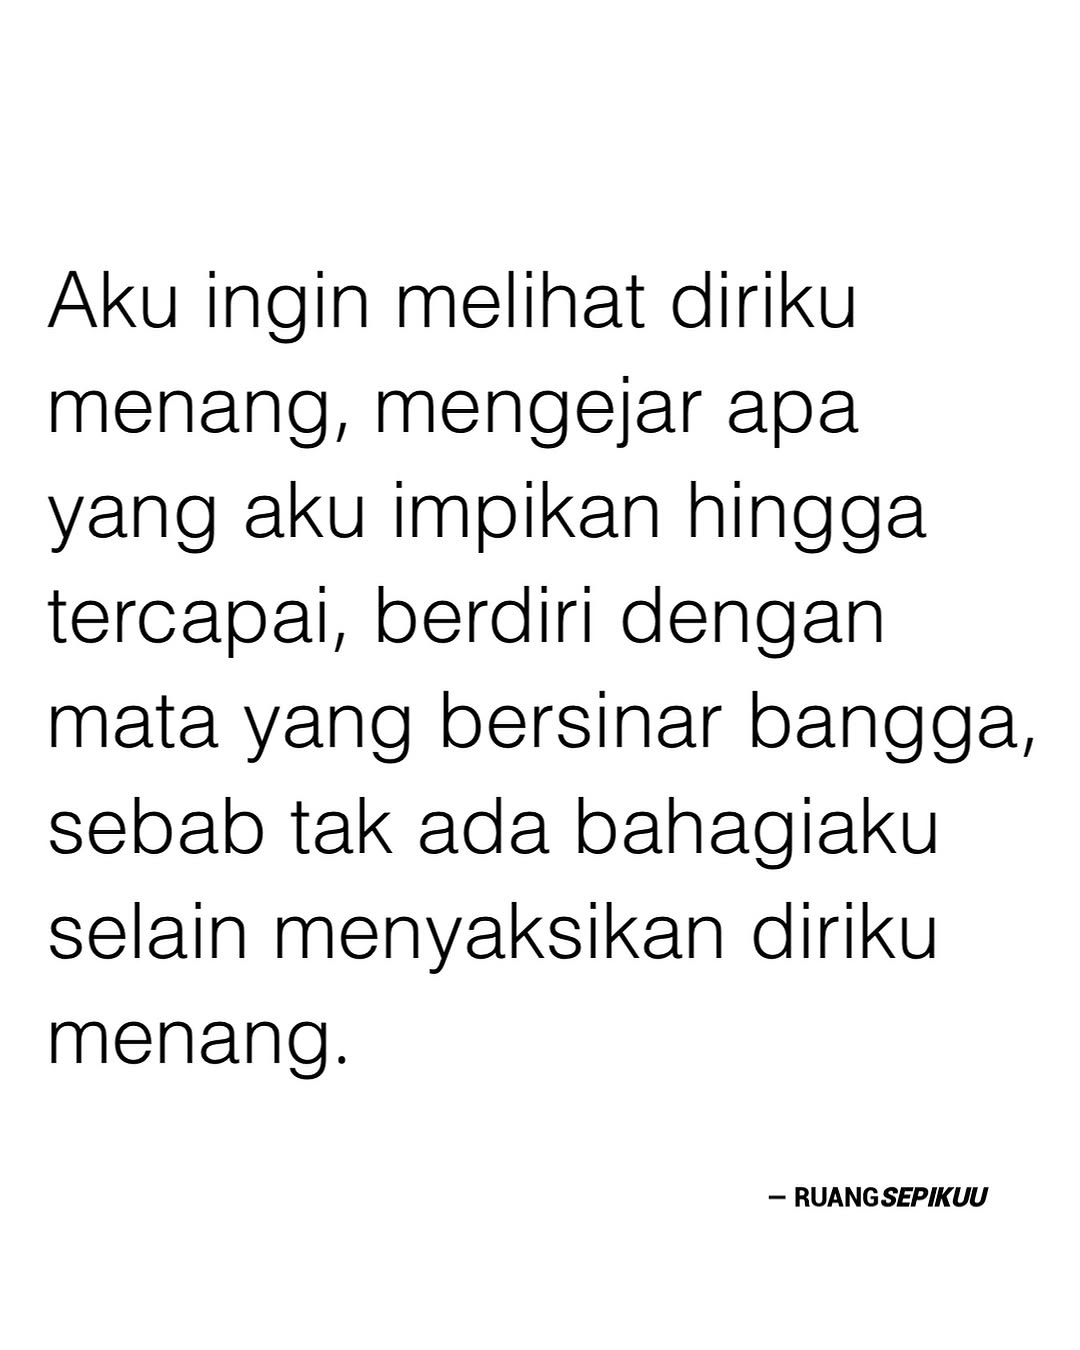 Aku ingin melihat diriku
menang, mengejar apa
yang aku impikan hingga
tercapai, berdiri dengan
mata yang bersinar bangga,
sebab tak ada bahagiaku
selain menyaksikan diriku
menang.
– RUANGSEPIKUU